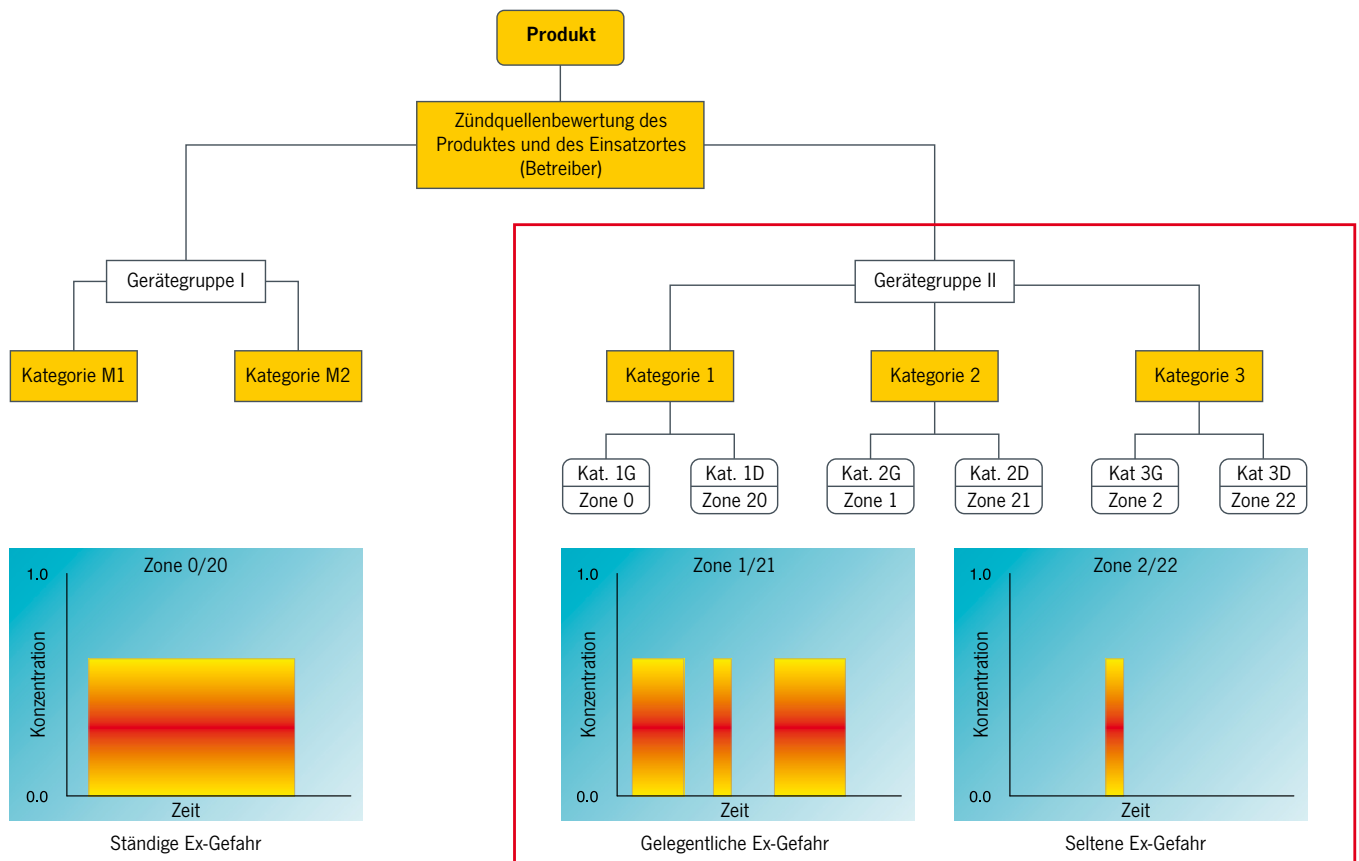 Produkt
Zündquellenbewertung des
Produktes und des Einsatzortes
(Betreiber)
Gerätegruppe I
Gerätegruppe II
Kategorie M1
Kategorie M2
Kategorie 1
Kategorie 2
Kategorie 3
Kat. 1G
Zone 0
Kat. 1D
Zone 20
Kat. 2G
Zone 1
Kat. 2D
Zone 21
Kat 3G
Zone 2
Kat 3D
Zone 22
Zone 0/20
1.0
Konzentration
0.0
Zeit
Ständige Ex-Gefahr
Zone 1/21
1.0
Konzentration
0.0
Zeit
Gelegentliche Ex-Gefahr
Zone 2/22
1.0
Konzentration
0.0
Zeit
Seltene Ex-Gefahr